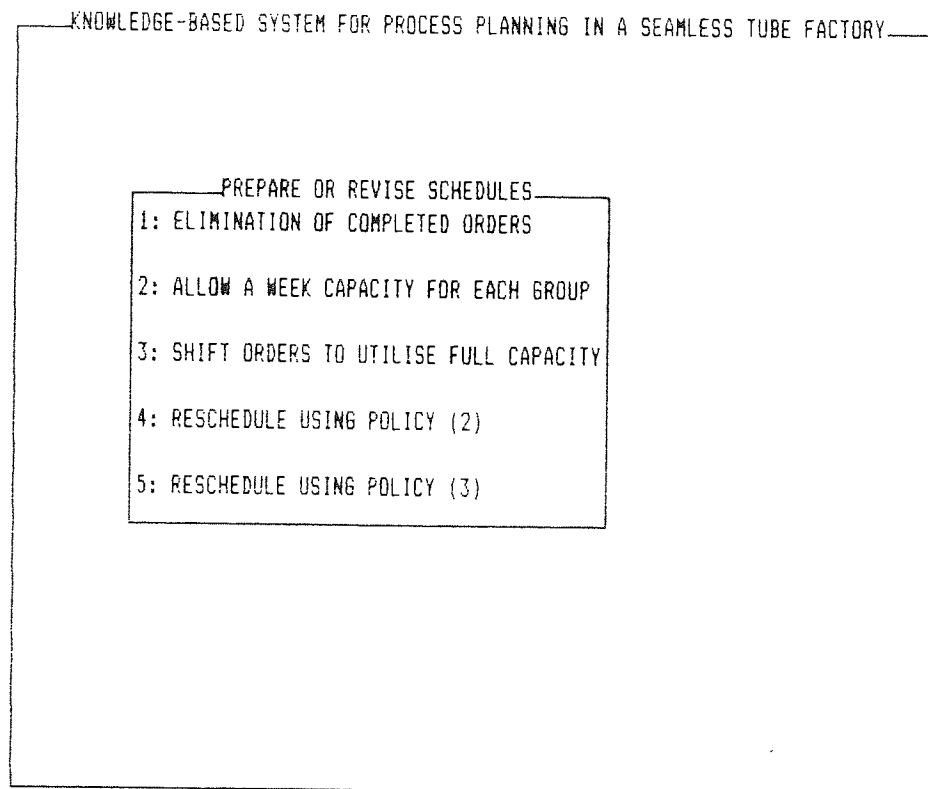 KNOWLEDGE-BASED SYSTEM FOR PROCESS PLANNING IN A SEAMLESS TUBE FACTORY
PREPARE OR REVISE SCHEDULES
1: ELIMINATION OF COMPLETED ORDERS
2: ALLOW A WEEK CAPACITY FOR EACH GROUP
3: SHIFT ORDERS TO UTILISE FULL CAPACITY
4: RESCHEDULE USING POLICY (2)
5: RESCHEDULE USING POLICY (3)